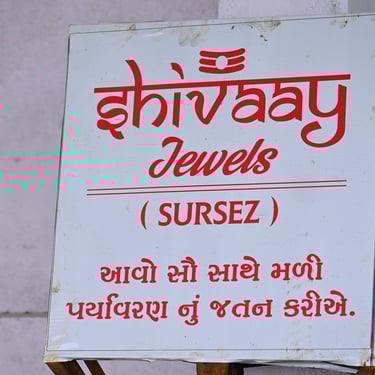 shivaay
Jewels
( SURSEZ )
આવો સૌ સાથે મળી
પર્યાવરણ નું જતન કરીએ.